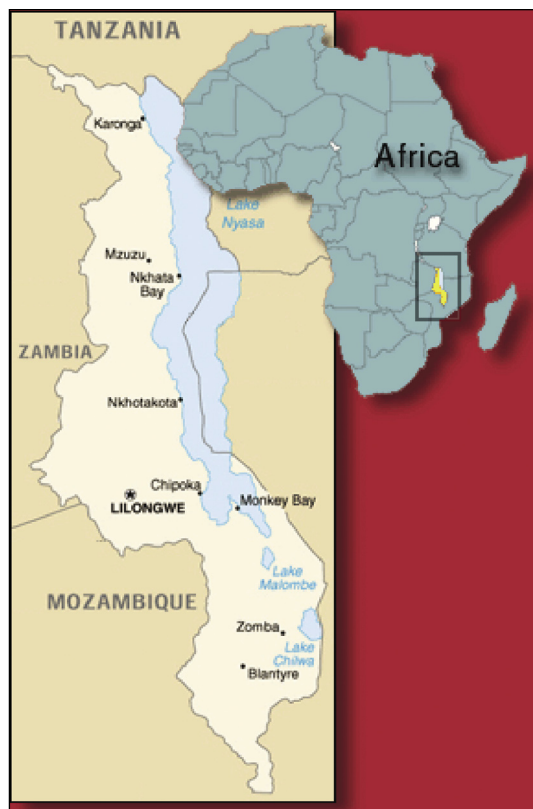 TANZANIA
Karonga
Africa
Lake
Nyasa
Mzuzu
Nkhata
Bay
ZAMBIA
Nkhotakota
Chipoka
LILONGWE
Monkey Bay
Lake
Malombe
MOZAMBIQUE
Zomba
Lake
Chilwa
Blantyre